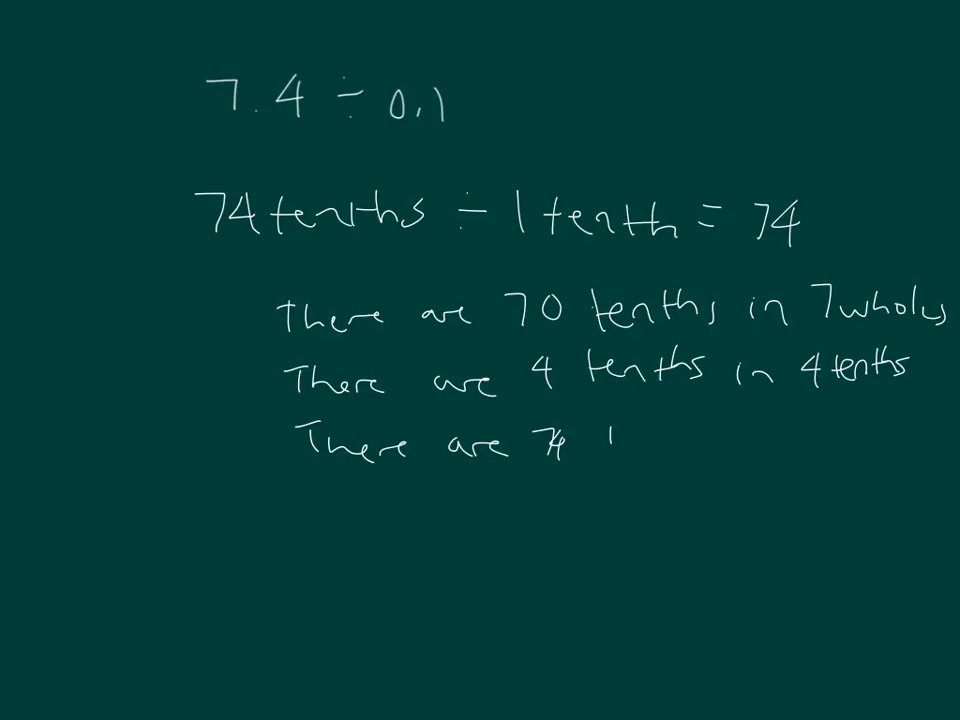 7.4 ÷ 0.1
74 tenths ÷ 1 tenth = 74
There are 70 tenths in 7 wholes
There are 4 tenths in 4 tenths
There are 74